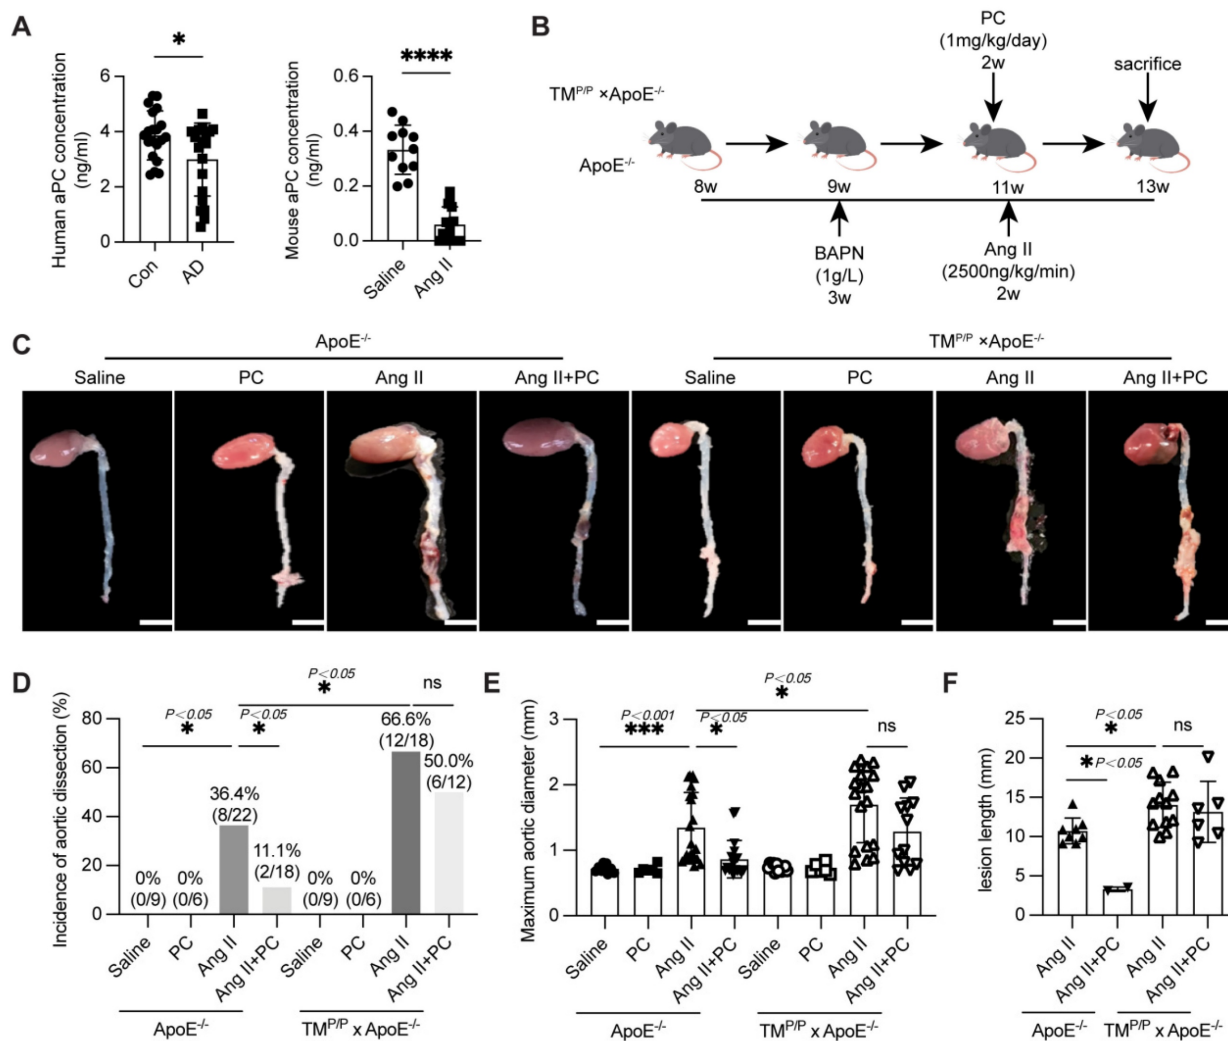 A
*
Human aPC concentration
(ng/ml)
6
4
2
0
Con
AD
****
Mouse aPC concentration
(ng/ml)
0.6
0.4
0.2
0.0
Saline
Ang II
B
PC
(1mg/kg/day)
2w
sacrifice
TMP/P ×ApoE-/-
ApoE-/-
8w
9w
11w
13w
BAPN
(1g/L)
3w
Ang II
(2500ng/kg/min)
2w
C
ApoE-/-
TMP/P ×ApoE-/-
Saline
PC
Ang II
Ang II+PC
Saline
PC
Ang II
Ang II+PC
D
Incidence of aortic dissection (%)
80
60
40
20
0
P<0.05
*
P<0.05
*
P<0.05
*
ns
0%
(0/9)
0%
(0/6)
36.4%
(8/22)
11.1%
(2/18)
0%
(0/9)
0%
(0/6)
66.6%
(12/18)
50.0%
(6/12)
Saline
PC
Ang II
Ang II+PC
Saline
PC
Ang II
Ang II+PC
ApoE-/-
TMP/P x ApoE-/-
E
Maximum aortic diameter (mm)
3
2
1
0
P<0.001
***
P<0.05
*
P<0.05
*
ns
Saline
PC
Ang II
Ang II+PC
Saline
PC
Ang II
Ang II+PC
ApoE-/-
TMP/P x ApoE-/-
F
lesion length (mm)
25
20
15
10
5
0
P<0.05
*
* P<0.05
ns
Ang II
Ang II+PC
Ang II
Ang II+PC
ApoE-/-
TMP/P x ApoE-/-